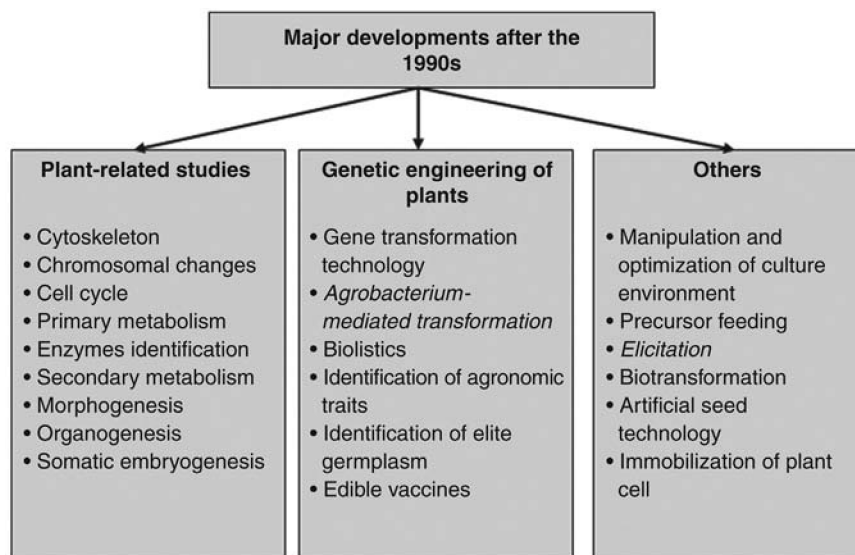 Major developments after the
1990s
Plant-related studies
• Cytoskeleton
• Chromosomal changes
• Cell cycle
• Primary metabolism
• Enzymes identification
• Secondary metabolism
• Morphogenesis
• Organogenesis
• Somatic embryogenesis
Genetic engineering of
plants
• Gene transformation
technology
• Agrobacterium-
mediated transformation
• Biolistics
• Identification of agronomic
traits
• Identification of elite
germplasm
• Edible vaccines
Others
• Manipulation and
optimization of culture
environment
• Precursor feeding
• Elicitation
• Biotransformation
• Artificial seed
technology
• Immobilization of plant
cell